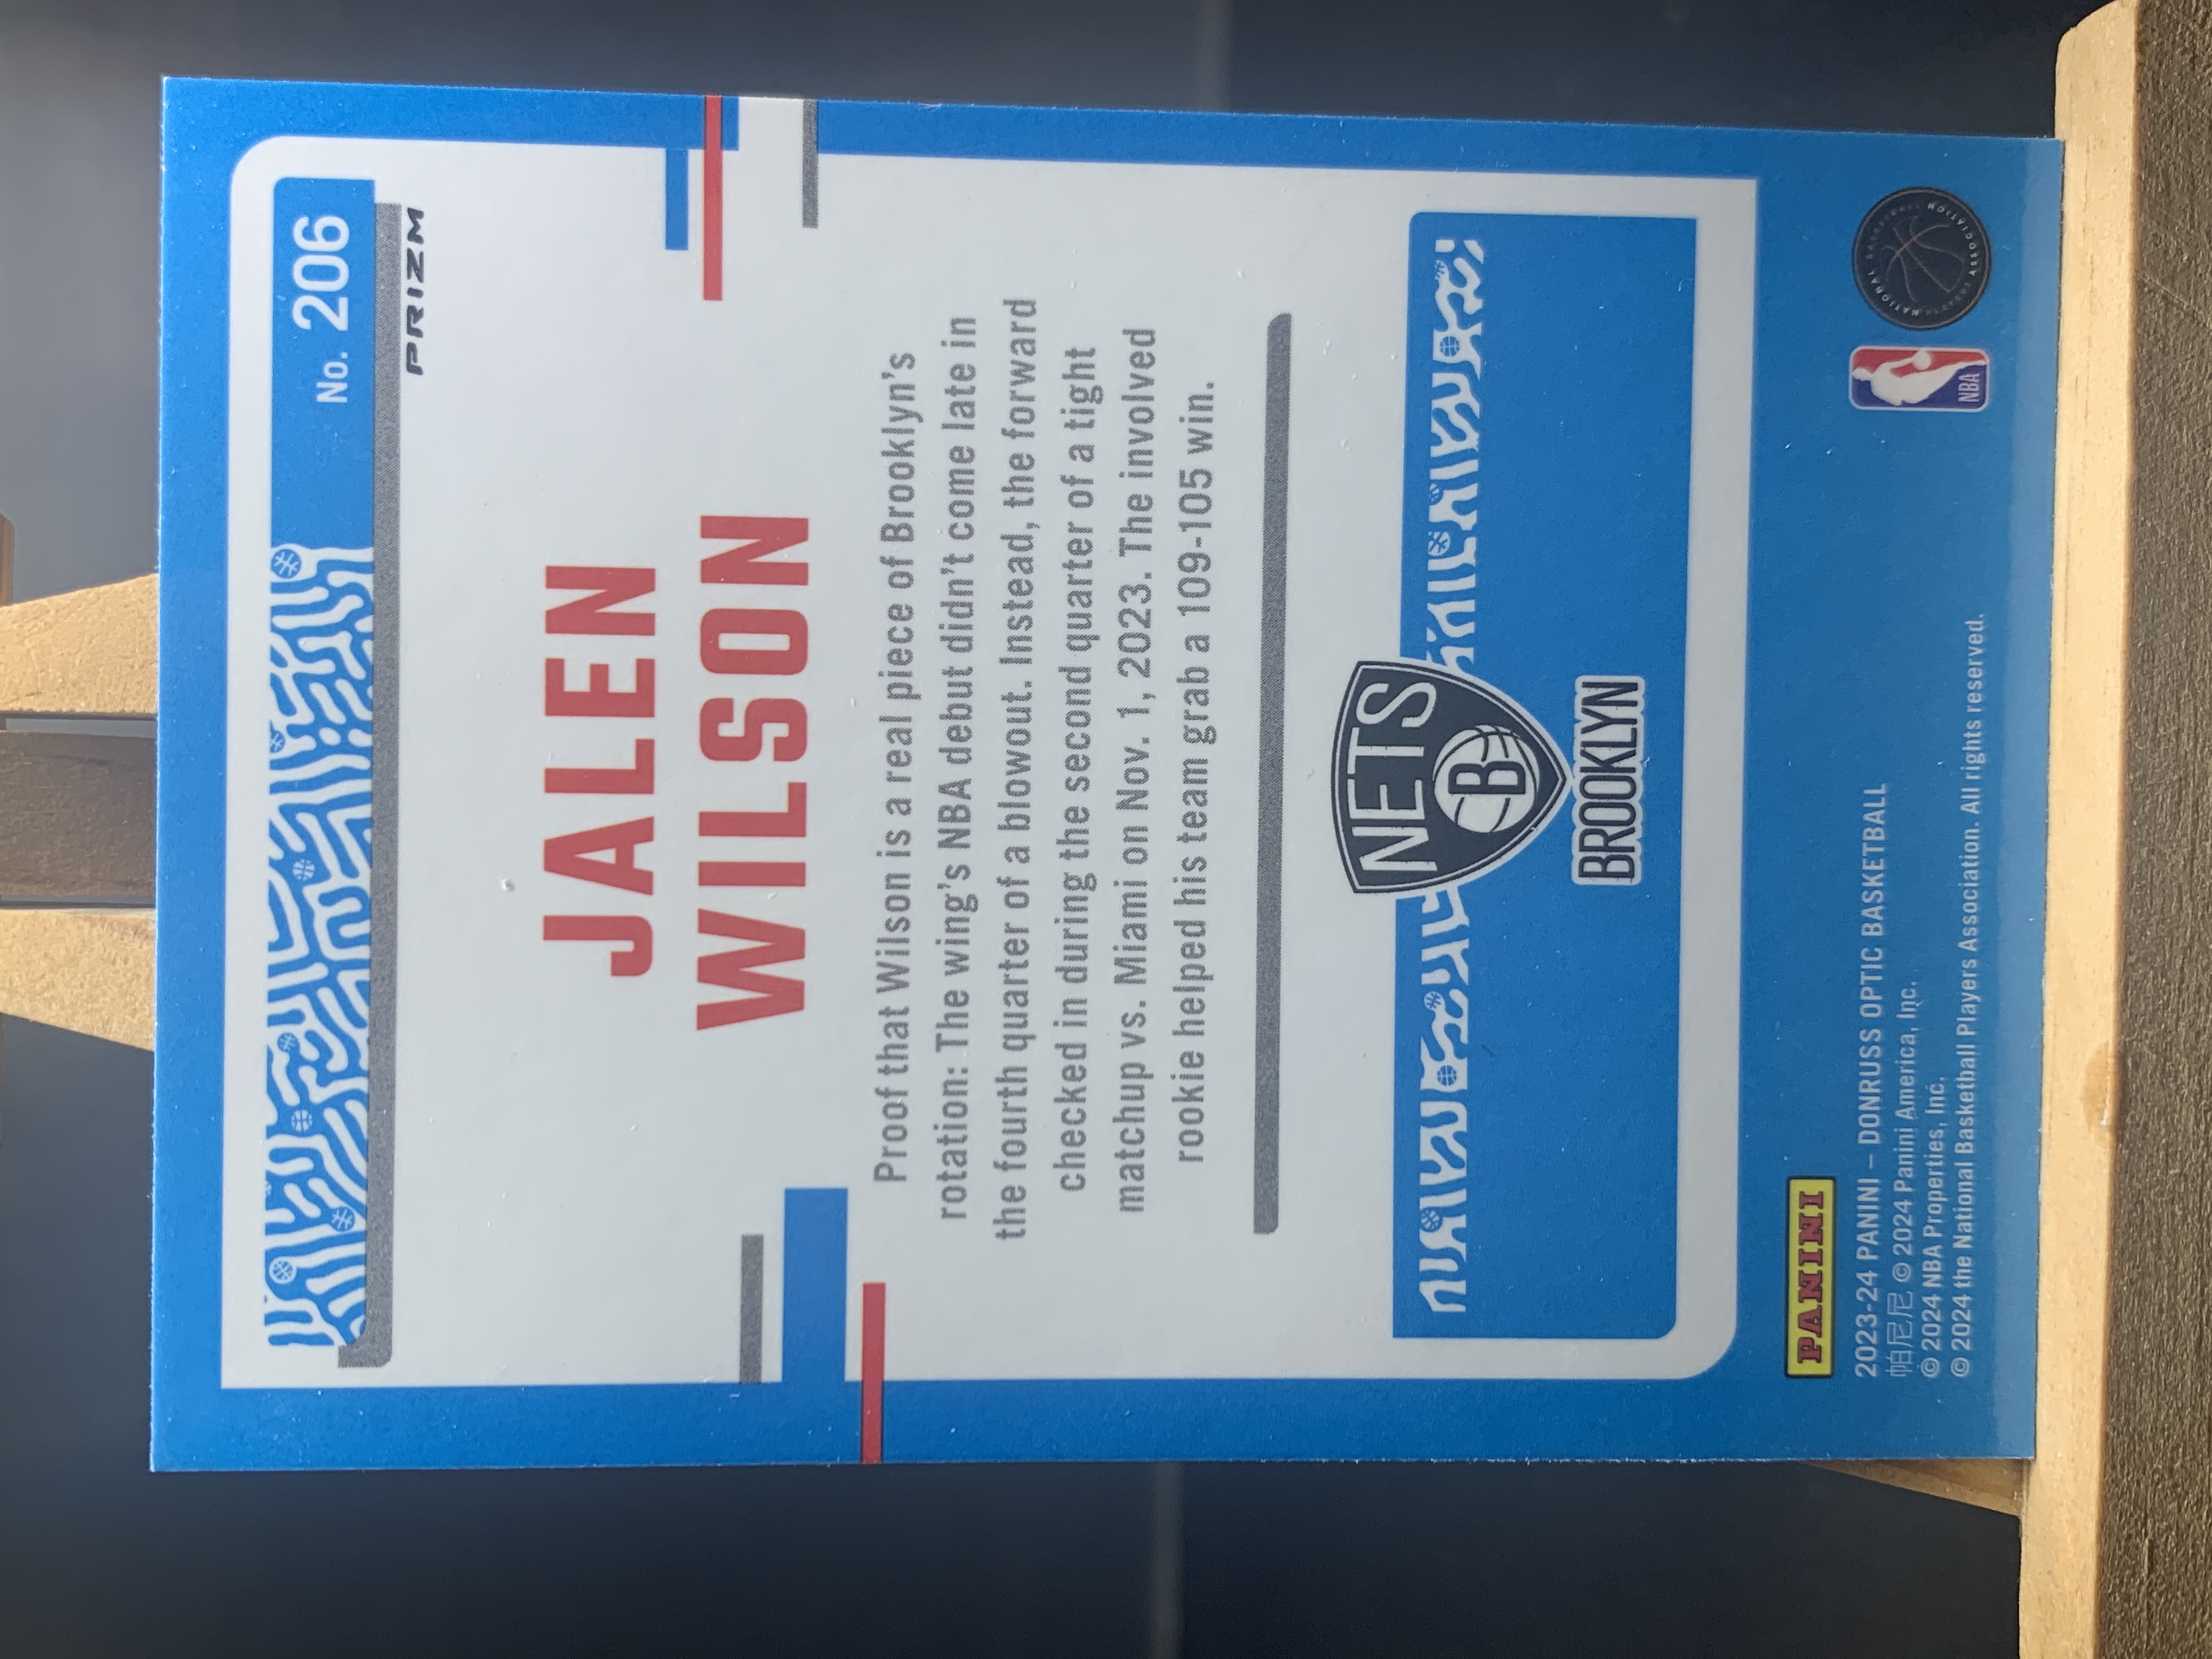 No. 206
PRIZM
JALEN
WILSON
Proof that Wilson is a real piece of Brooklyn's
rotation: The wing's NBA debut didn't come late in
the fourth quarter of a blowout. Instead, the forward
checked in during the second quarter of a tight
matchup vs. Miami on Nov. 1, 2023. The involved
rookie helped his team grab a 109-105 win.
NETS
B
BROOKLYN
PANINI
2023-24 PANINI – DONRUSS OPTIC BASKETBALL
帕尼尼 © 2024 Panini America, Inc.
© 2024 NBA Properties, Inc.
© 2024 the National Basketball Players Association. All rights reserved.
NBA
NATIONAL BASKETBALL PLAYERS ASSOCIATION